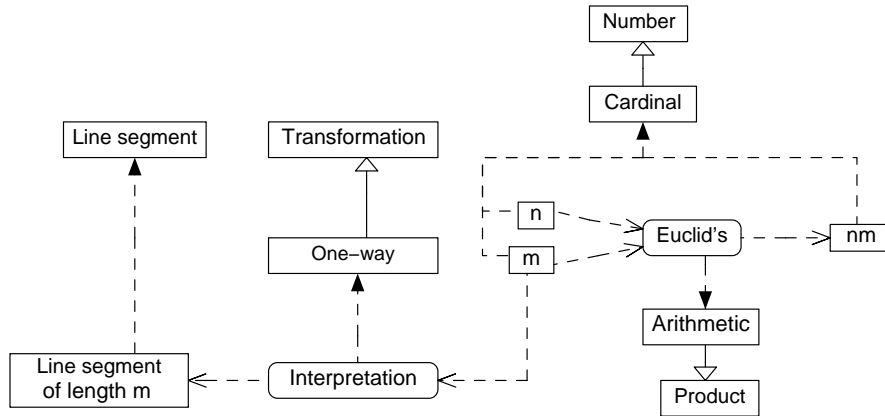 Number
Cardinal
Line segment
Transformation
n
Euclid's
nm
One−way
m
Arithmetic
Line segment
of length m
Interpretation
Product